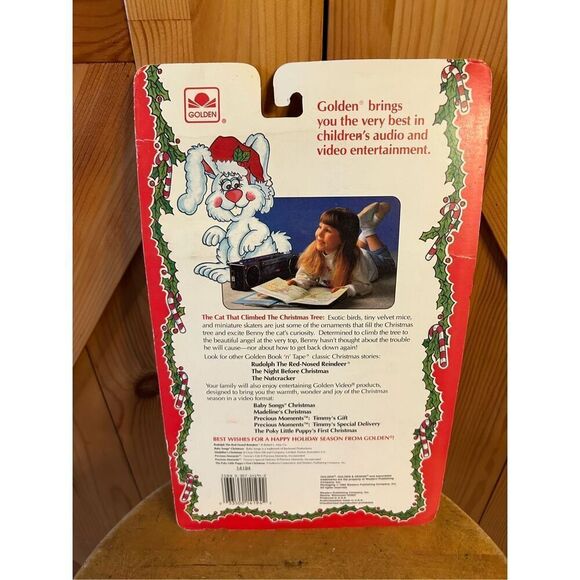 GOLDEN
®
Golden® brings
you the very best in
children's audio and
video entertainment.
The Cat That Climbed The Christmas Tree: Exotic birds, tiny velvet mice,
and miniature skaters are just some of the ornaments that fill the Christmas
tree and excite Benny the cat's curiosity. Determined to climb the tree to
the beautiful angel at the very top, Benny hasn't thought about the trouble
he will cause—nor about how to get back down again!
Look for other Golden Book 'n' Tape™ classic Christmas stories:
Rudolph The Red-Nosed Reindeer™
The Night Before Christmas
The Nutcracker
Your family will also enjoy entertaining Golden Video® products,
designed to bring you the warmth, wonder and joy of the Christmas
season in a video format:
Baby Songs® Christmas
Madeline's Christmas
Precious Moments™: Timmy's Gift
Precious Moments™: Timmy's Special Delivery
The Poky Little Puppy's First Christmas
BEST WISHES FOR A HAPPY HOLIDAY SEASON FROM GOLDEN®!
14184